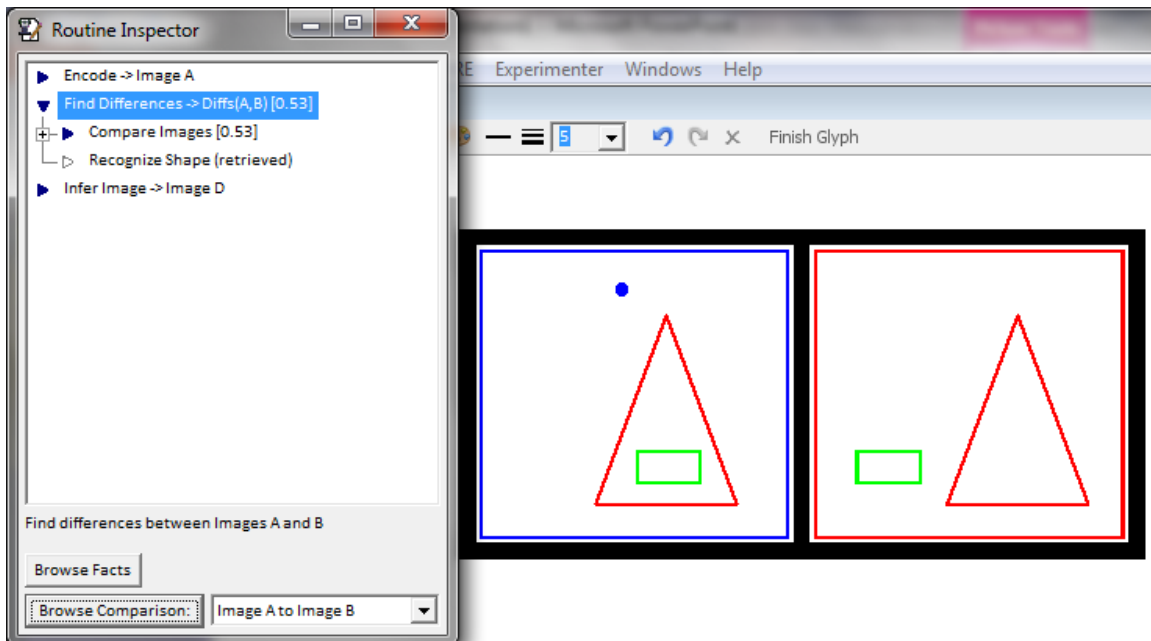 Routine Inspector
Encode -> Image A
Find Differences -> Diffs(A,B) [0.53]
Compare Images [0.53]
Recognize Shape (retrieved)
Infer Image -> Image D
Find differences between Images A and B
Browse Facts
Browse Comparison: Image A to Image B
RE Experimenter Windows Help
5 Finish Glyph